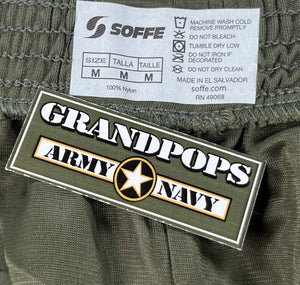 SOFFE
SIZE TALLA TAILLE
M M M
100% Nylon
MACHINE WASH COLD
REMOVE PROMPTLY
DO NOT BLEACH
TUMBLE DRY LOW
DO NOT IRON IF
DECORATED
DO NOT DRY CLEAN
MADE IN EL SALVADOR
soffe.com
RN 49068
GRANDPOPS
ARMY NAVY